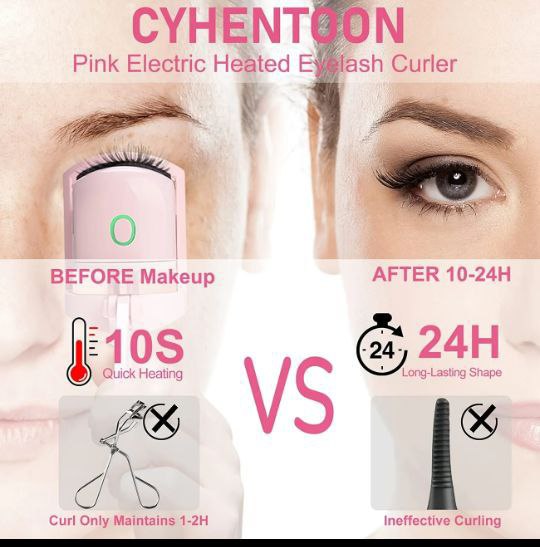 CYHENTOON
Pink Electric Heated Eyelash Curler
BEFORE Makeup
AFTER 10-24H
10S
Quick Heating
24
24H
Long-Lasting Shape
VS
Curl Only Maintains 1-2H
Ineffective Curling